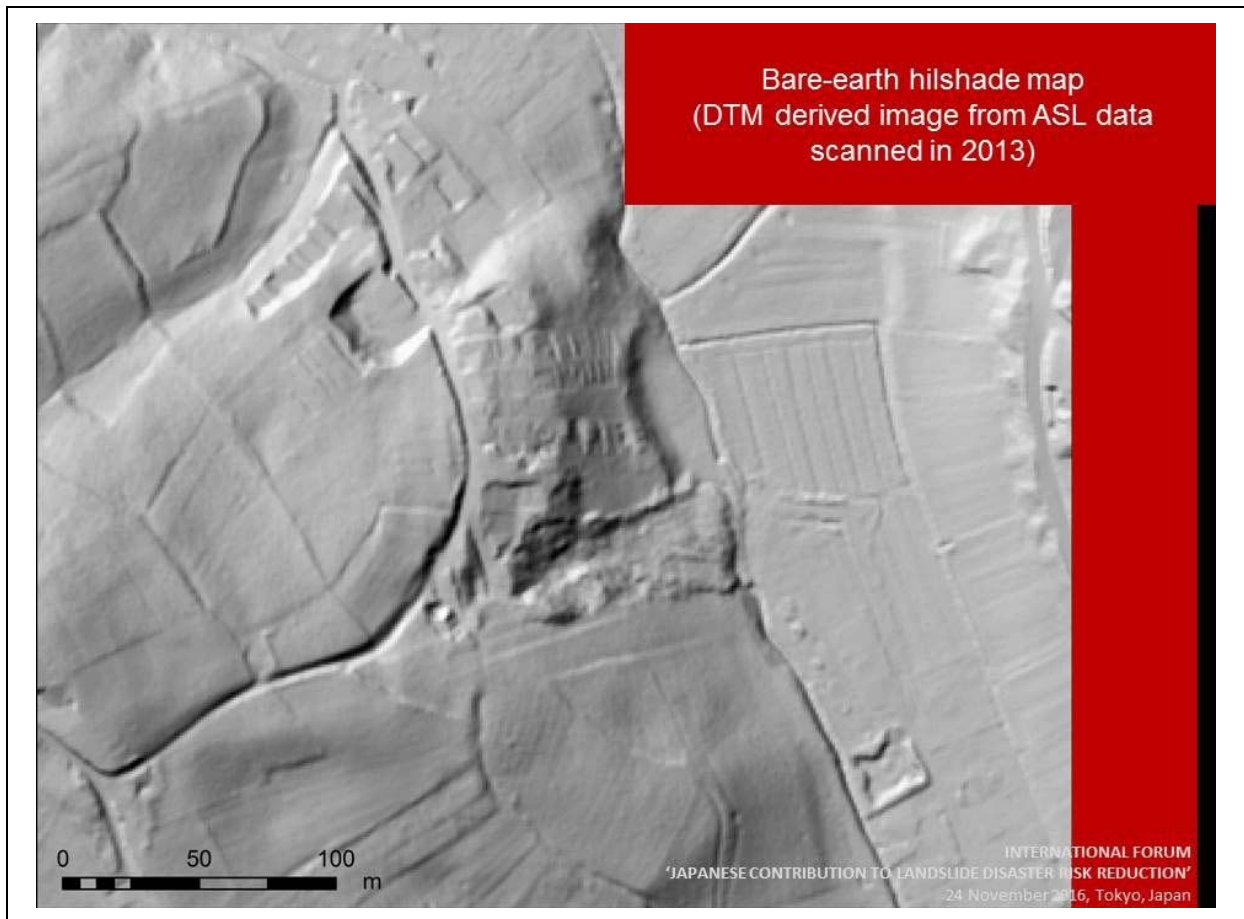 Bare-earth hilshade map
(DTM derived image from ASL data
scanned in 2013)
0 50 100
m
INTERNATIONAL FORUM
‘JAPANESE CONTRIBUTION TO LANDSLIDE DISASTER RISK REDUCTION’
24 November 2016, Tokyo, Japan